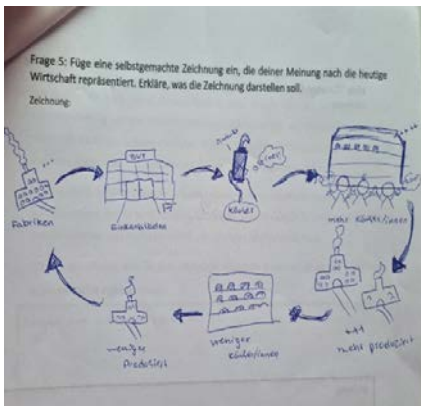 Frage 5: Füge eine selbstgemachte Zeichnung ein, die deiner Meinung nach die heutige
Wirtschaft repräsentiert. Erkläre, was die Zeichnung darstellen soll.
Zeichnung:
Fabriken
Einkaufsladen
Käufer
mehr Käufer/innen
mehr produziert
weniger
Käufer/innen
weniger
Produziert